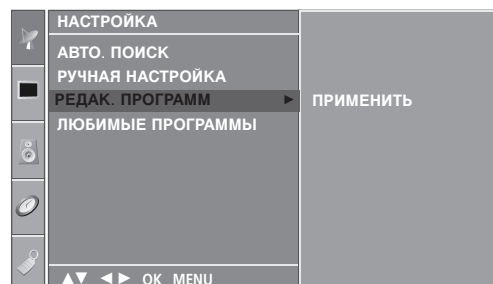 НАСТРОЙКА
АВТО. ПОИСК
РУЧНАЯ НАСТРОЙКА
РЕДАК. ПРОГРАММ ►
ПРИМЕНИТЬ
ЛЮБИМЫЕ ПРОГРАММЫ
▲▼ ◄► OK MENU